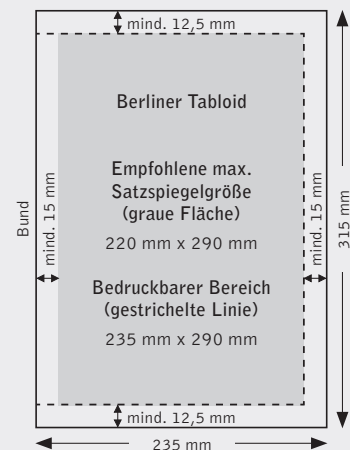 mind. 12,5 mm
Berliner Tabloid
Empfohlene max.
Satzspiegelgröße
(graue Fläche)
220 mm x 290 mm
Bedruckbarer Bereich
(gestrichelte Linie)
235 mm x 290 mm
Bund
mind. 15 mm
mind. 15 mm
315 mm
mind. 12,5 mm
235 mm